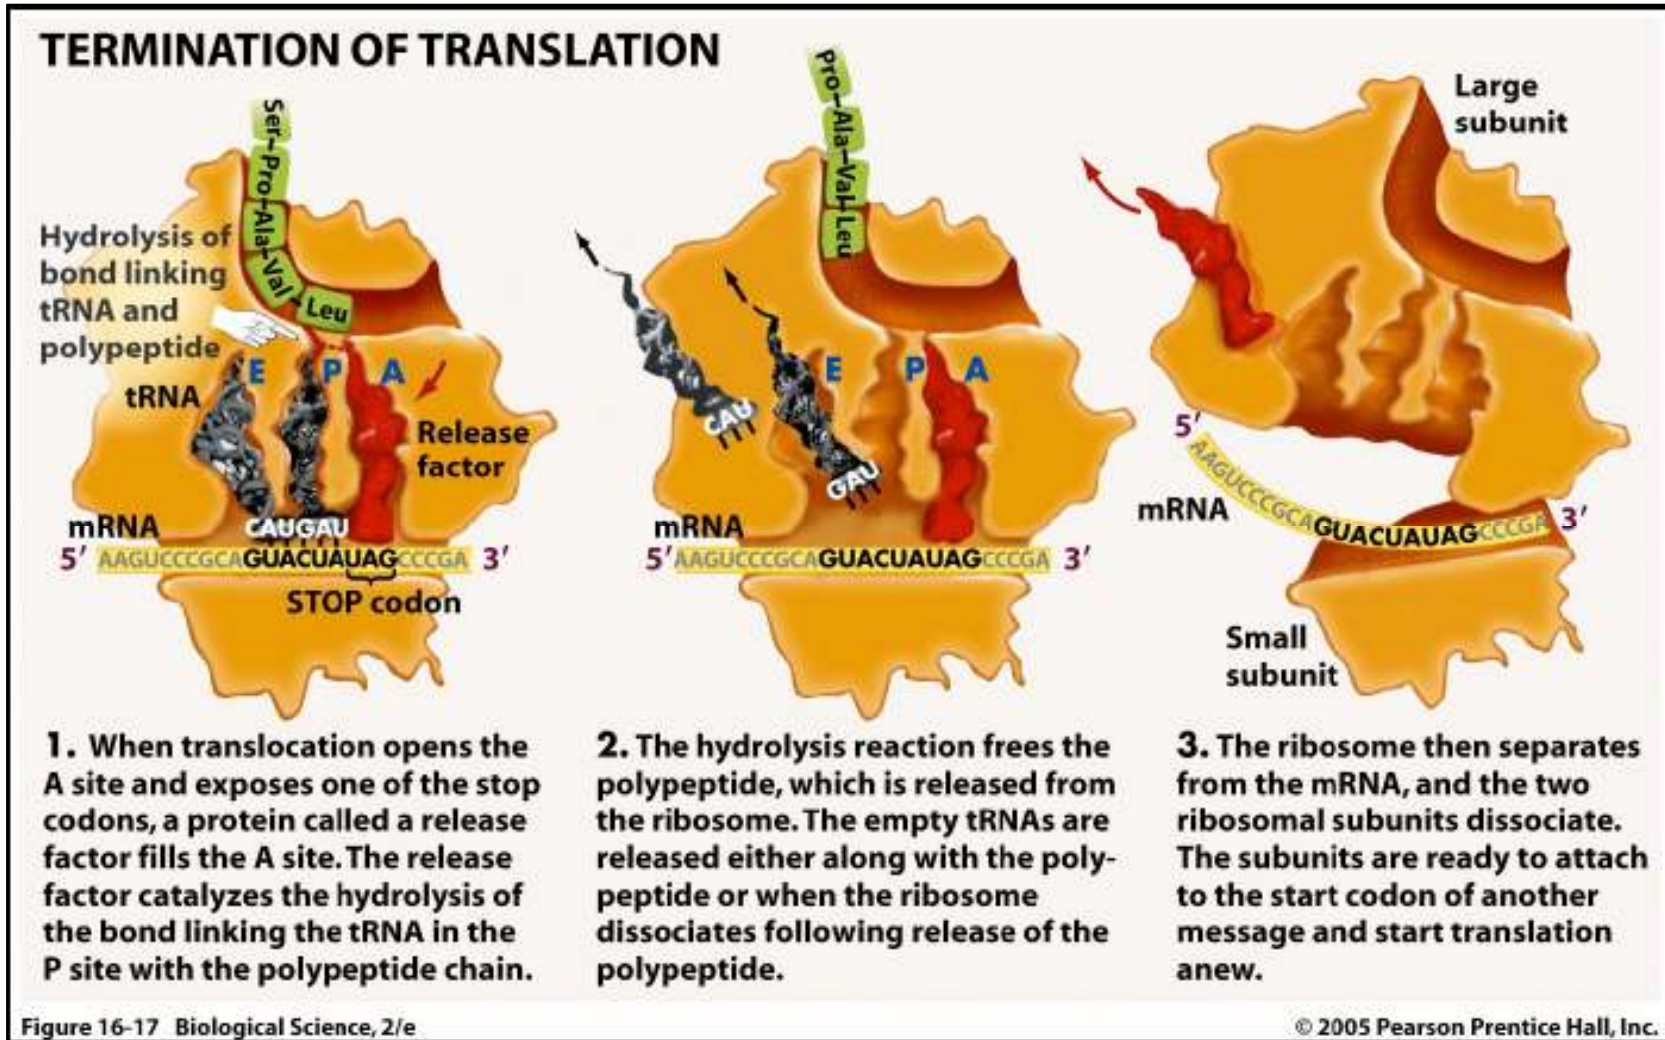 TERMINATION OF TRANSLATION
Ser-Pro-Ala-Val-Leu
Hydrolysis of
bond linking
tRNA and
polypeptide
tRNA
E P A
Release
factor
mRNA
CAUGAU
5' AAGUCCCGCAGUACUAUAGCCCGA 3'
STOP codon
Pro-Ala-Val-Leu
CAU
GAU
E P A
mRNA
5' AAGUCCCGCAGUACUAUAGCCCGA 3'
Large
subunit
5'
AAGUCCCGCAGUACUAUAGCCCGA 3'
mRNA
Small
subunit
1. When translocation opens the
A site and exposes one of the stop
codons, a protein called a release
factor fills the A site. The release
factor catalyzes the hydrolysis of
the bond linking the tRNA in the
P site with the polypeptide chain.
2. The hydrolysis reaction frees the
polypeptide, which is released from
the ribosome. The empty tRNAs are
released either along with the poly-
peptide or when the ribosome
dissociates following release of the
polypeptide.
3. The ribosome then separates
from the mRNA, and the two
ribosomal subunits dissociate.
The subunits are ready to attach
to the start codon of another
message and start translation
anew.
Figure 16-17 Biological Science, 2/e
© 2005 Pearson Prentice Hall, Inc.